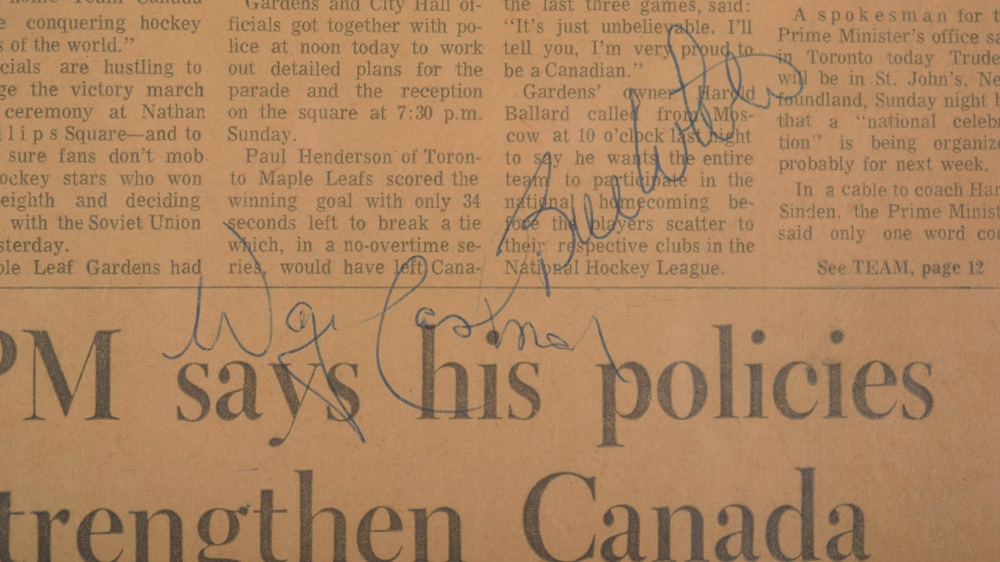 home Team Canada
conquering hockey
s of the world."
cials are hustling to
ge the victory march
ceremony at Nathan
llips Square—and to
sure fans don't mob
ockey stars who won
eighth and deciding
with the Soviet Union
sterday.
ple Leaf Gardens had
Gardens and City Hall of-
ficials got together with po-
lice at noon today to work
out detailed plans for the
parade and the reception
on the square at 7:30 p.m.
Sunday.
Paul Henderson of Toron-
to Maple Leafs scored the
winning goal with only 34
seconds left to break a tie
which, in a no-overtime se-
ries, would have left Cana-
the last three games, said:
"It's just unbelievable. I'll
tell you, I'm very proud to
be a Canadian."
Gardens' owner Harold
Ballard called from Mos-
cow at 10 o'clock last night
to say he wants the entire
team to participate in the
national homecoming be-
fore the players scatter to
their respective clubs in the
National Hockey League.
A spokesman for t
Prime Minister's office sa
in Toronto today Trude
will be in St. John's, Ne
foundland, Sunday night b
that a "national celebr
tion" is being organize
probably for next week.
In a cable to coach Har
Sinden, the Prime Minist
said only one word cou
See TEAM, page 12
PM says his policies
trengthen Canada